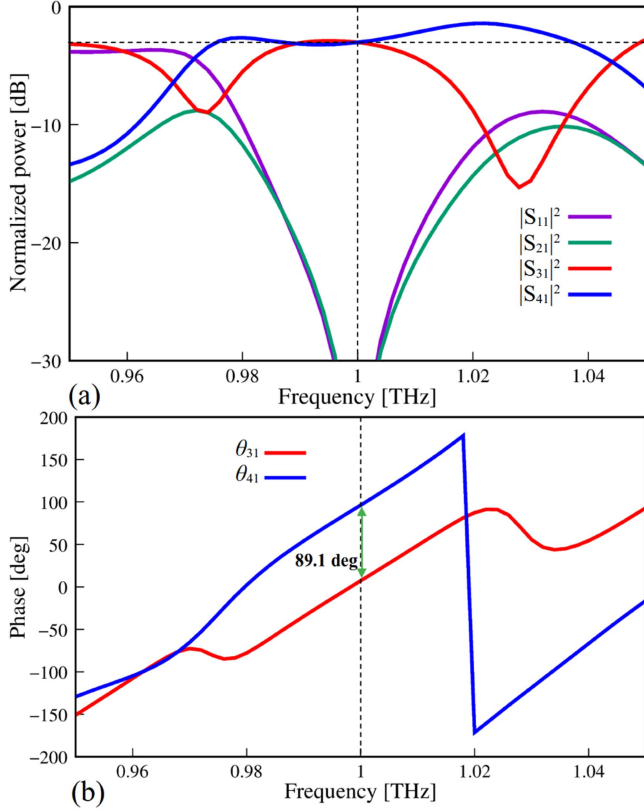 0
−10
−20
−30
Normalized power [dB]
|S₁₁|²
|S₂₁|²
|S₃₁|²
|S₄₁|²
0.96 0.98 1 1.02 1.04
(a) Frequency [THz]
200
150
100
50
0
−50
−100
−150
−200
Phase [deg]
θ₃₁
θ₄₁
89.1 deg
0.96 0.98 1 1.02 1.04
(b) Frequency [THz]